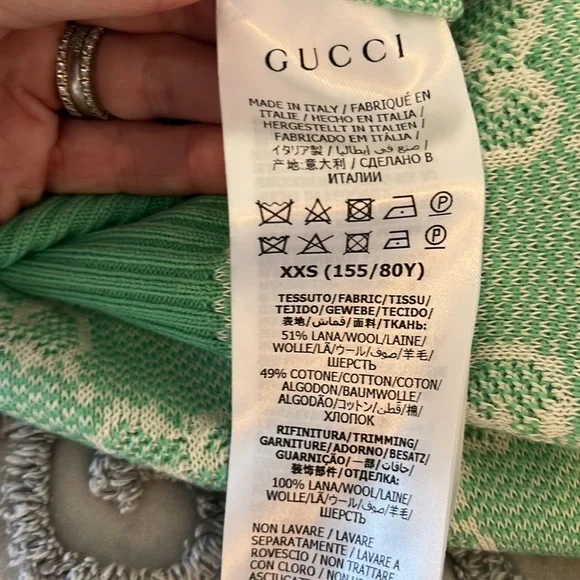 GUCCI
MADE IN ITALY / FABRIQUÉ EN
ITALIE / HECHO EN ITALIA /
HERGESTELLT IN ITALIEN /
FABRICADO EM ITÁLIA /
イタリア製 / صنع في إيطاليا /
产地:意大利 / СДЕЛАНО В
ИТАЛИИ
P
P
XXS (155/80Y)
TESSUTO/FABRIC/TISSU/
TEJIDO/GEWEBE/TECIDO/
表地/قماش/面料/ТКАНЬ:
51% LANA/WOOL/LAINE/
WOLLE/LÃ/ウール/صوف/羊毛/
ШЕРСТЬ
49% COTONE/COTTON/COTON/
ALGODON/BAUMWOLLE/
ALGODÃO/コットン/قطن/棉/
ХЛОПОК
RIFINITURA/TRIMMING/
GARNITURE/ADORNO/BESATZ/
GUARNIÇÃO/一部/حافات/
装饰部件/ОТДЕЛКА:
100% LANA/WOOL/LAINE/
WOLLE/LÃ/ウール/صوف/羊毛/
ШЕРСТЬ
NON LAVARE / LAVARE
SEPARATAMENTE / LAVARE A
ROVESCIO / NON TRATTARE
CON CLORO / NON